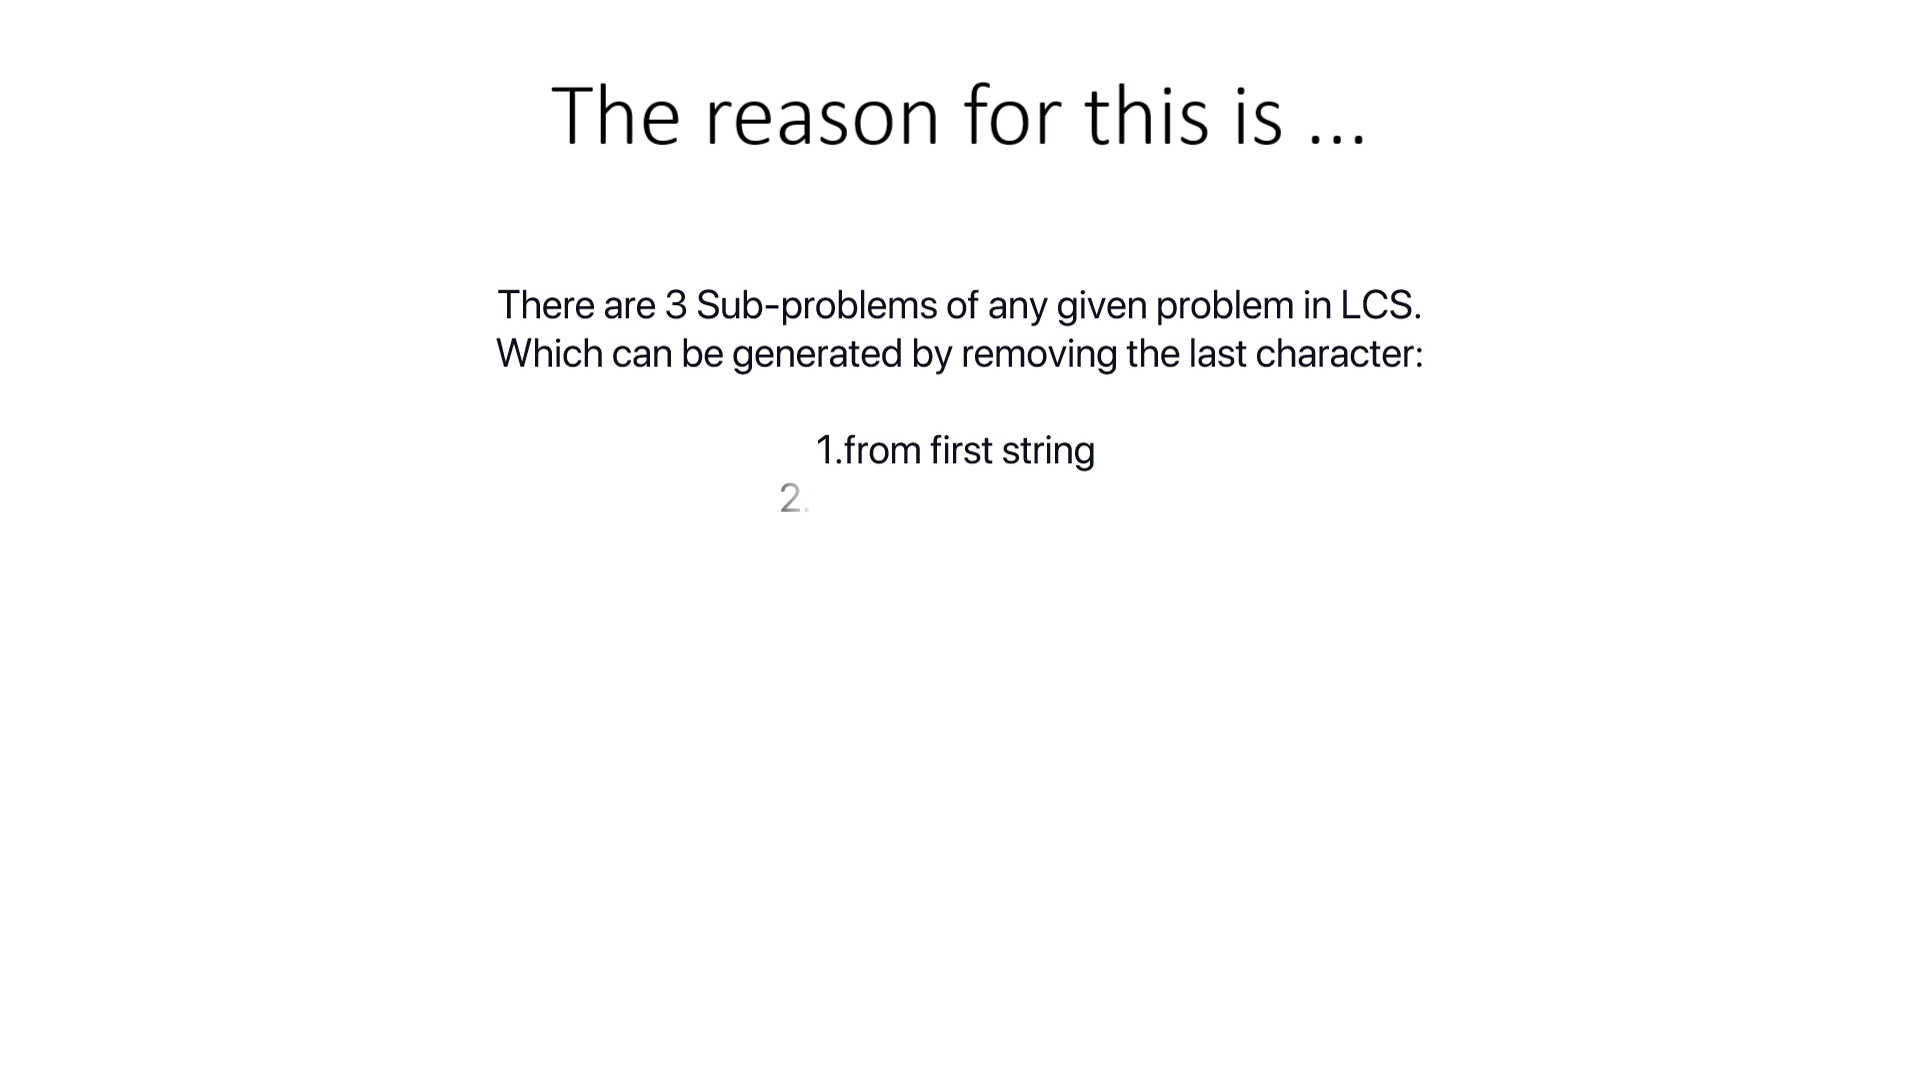 The reason for this is ...
There are 3 Sub-problems of any given problem in LCS.
Which can be generated by removing the last character:
1.from first string
2.